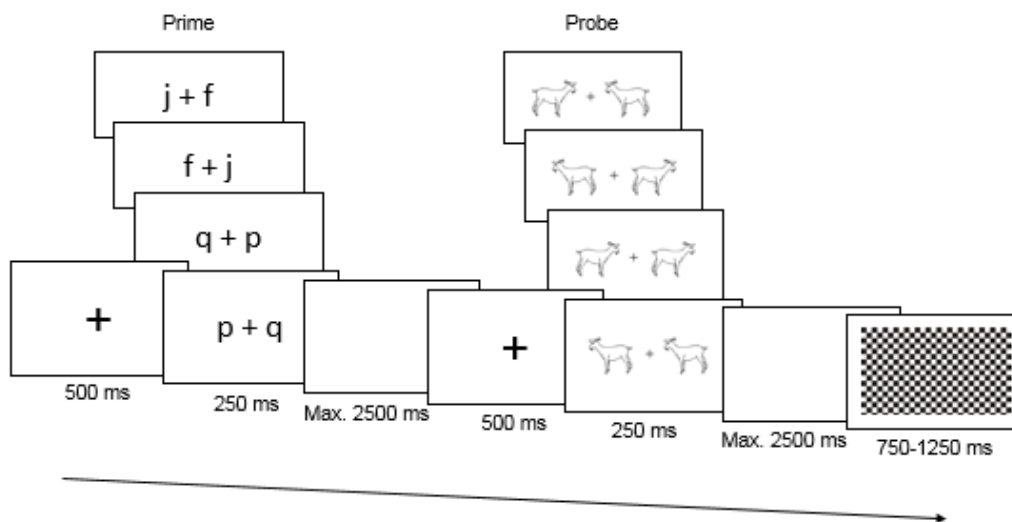 Prime
Probe
j + f
f + j
q + p
+
p + q
500 ms
250 ms
Max. 2500 ms
+
+
+
+
+
500 ms
250 ms
Max. 2500 ms
750-1250 ms